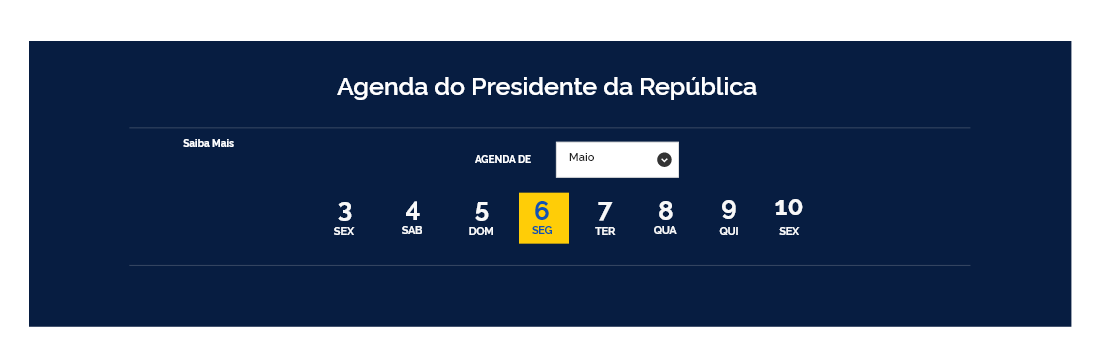 Agenda do Presidente da República
Saiba Mais
AGENDA DE Maio
3 4 5 6 7 8 9 10
SEX SAB DOM SEG TER QUA QUI SEX